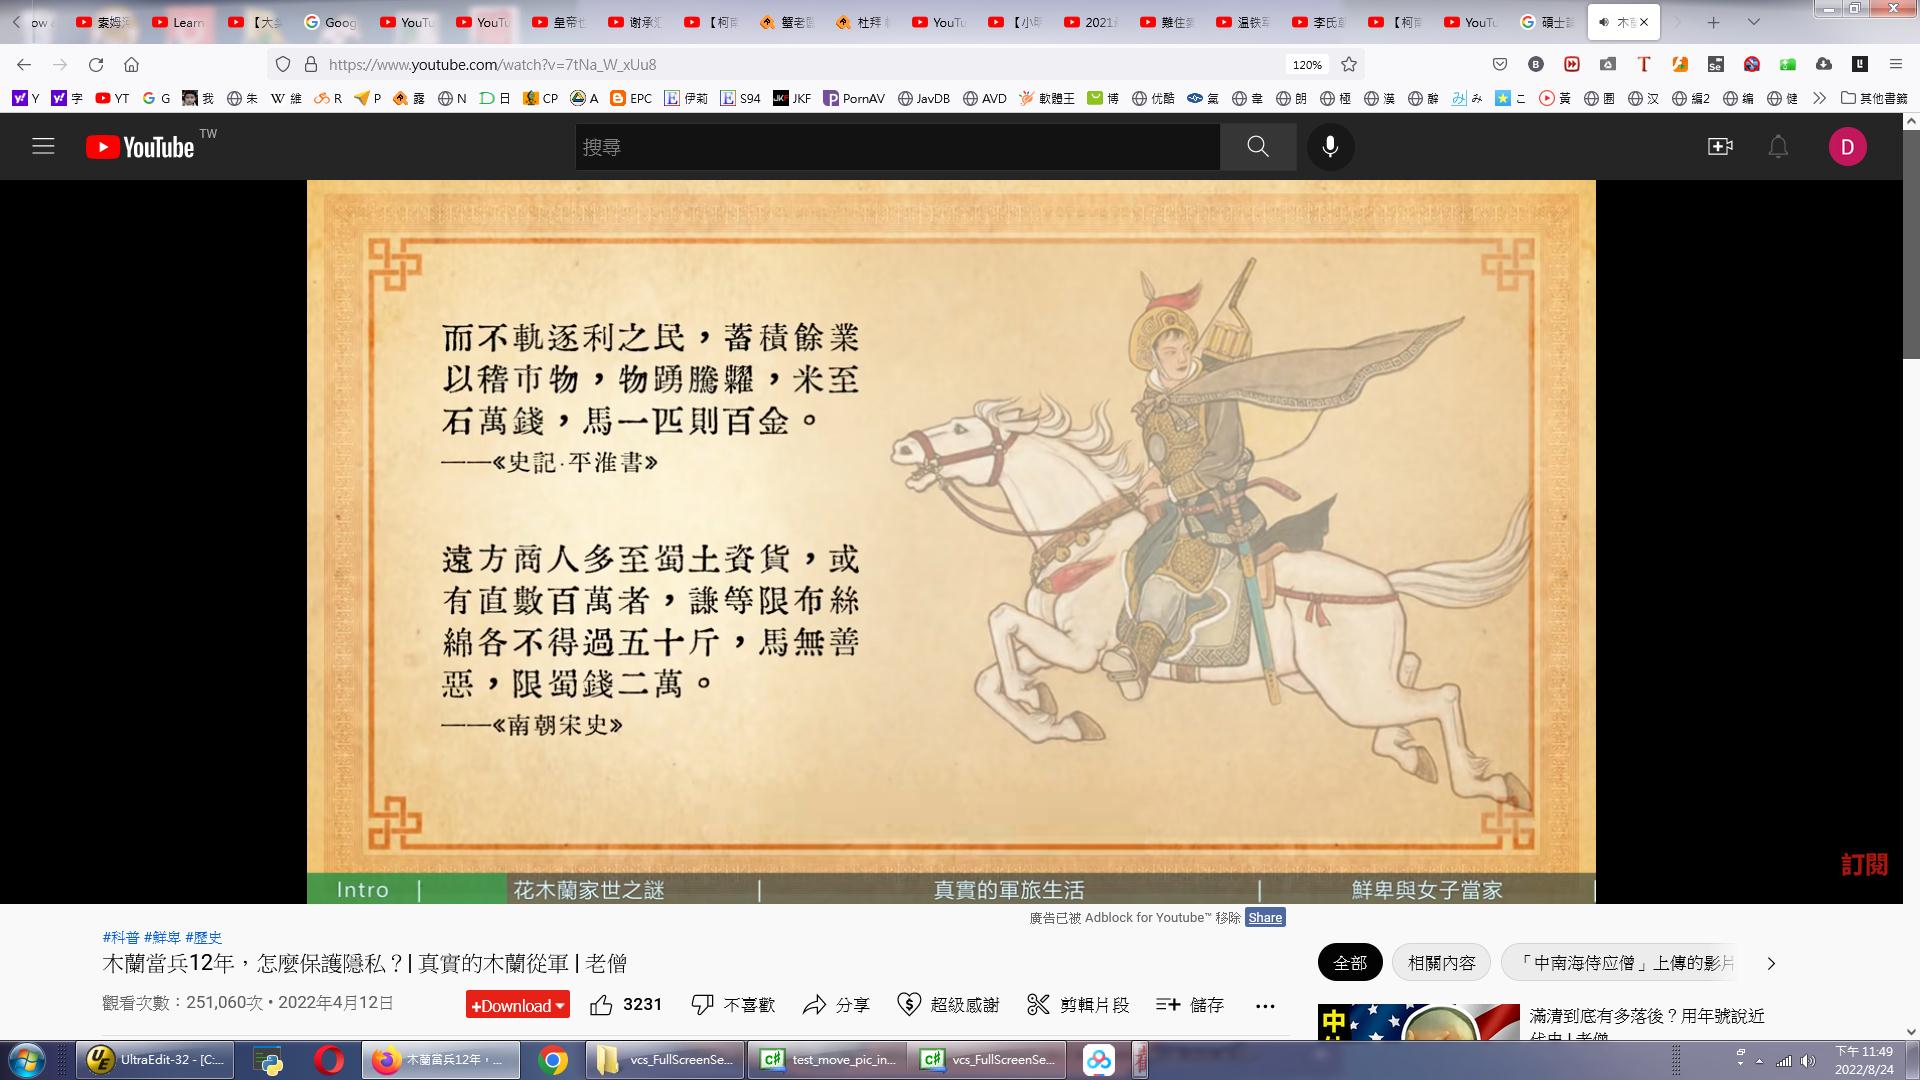 ow
素姆
Learn
【大
Goog
YouTu
YouTu
皇帝也
谢承
【柯
蟹老
杜拜
YouTu
【小
2021
難住
温铁军
李氏
【柯
YouTu
碩士
木
https://www.youtube.com/watch?v=7tNa_W_xUu8
120%
Y
字
YT
G
我
朱
維
R
P
露
N
日
CP
A
EPC
伊莉
S94
JKF
PornAV
JavDB
AVD
軟體王
博
优酷
氣
韋
朗
極
漢
辭
み
こ
黃
圕
汉
編2
编
健
其他書籤
YouTube TW
搜尋
D
而不軌逐利之民，蓄積餘業
以稽市物，物踴騰糶，米至
石萬錢，馬一匹則百金。
——《史記·平准書》
遠方商人多至蜀土資貨，或
有直數百萬者，謙等限布絲
綿各不得過五十斤，馬無善
惡，限蜀錢二萬。
——《南朝宋史》
訂閱
Intro | 花木蘭家世之謎 | 真實的軍旅生活 | 鮮卑與女子當家
廣告已被 Adblock for Youtube™ 移除 Share
#科普 #鮮卑 #歷史
木蘭當兵12年，怎麼保護隱私？| 真實的木蘭從軍 | 老僧
觀看次數：251,060次 • 2022年4月12日
+Download
3231
不喜歡
分享
超級感謝
剪輯片段
儲存
全部
相關內容
「中南海侍应僧」上傳的影片
滿清到底有多落後？用年號說近
代史 | 老僧
UltraEdit-32 - [C:...
木蘭當兵12年，...
vcs_FullScreenSe...
test_move_pic_in...
vcs_FullScreenSe...
下午 11:49
2022/8/24